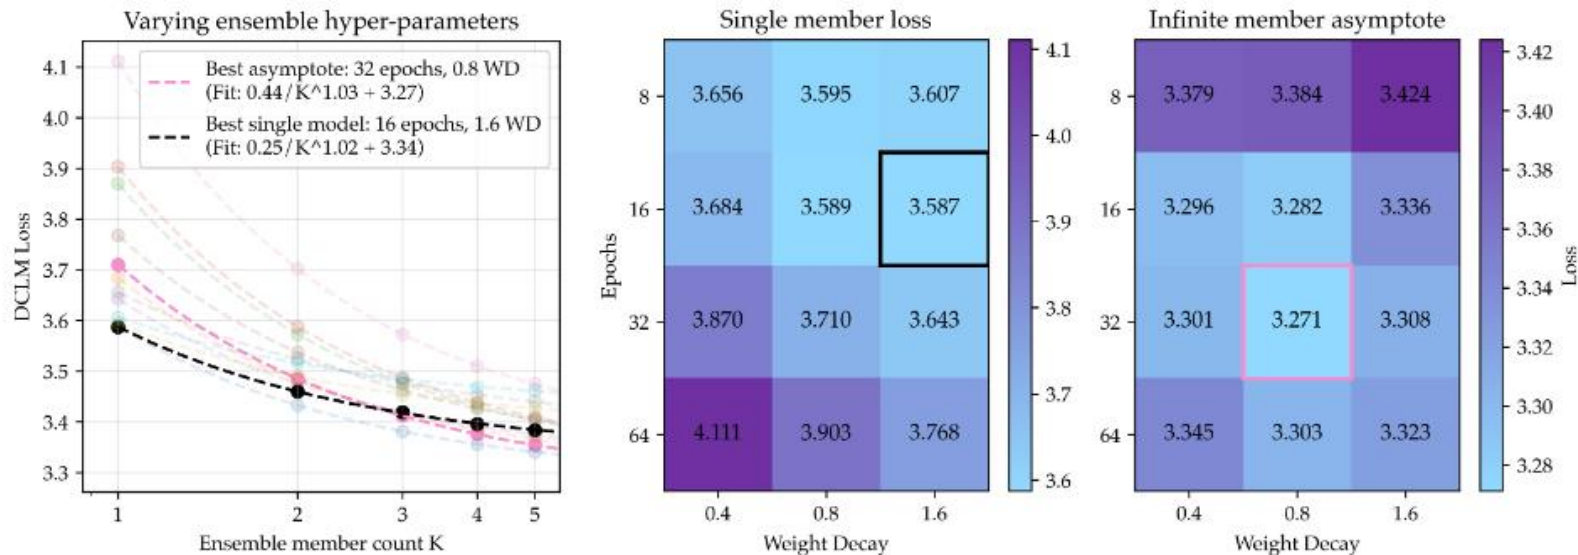 Varying ensemble hyper-parameters
DCLM Loss
4.1
4.0
3.9
3.8
3.7
3.6
3.5
3.4
3.3
Best asymptote: 32 epochs, 0.8 WD
(Fit: 0.44/K^1.03 + 3.27)
Best single model: 16 epochs, 1.6 WD
(Fit: 0.25/K^1.02 + 3.34)
1 2 3 4 5
Ensemble member count K
Single member loss
Epochs
8 3.656 3.595 3.607
16 3.684 3.589 3.587
32 3.870 3.710 3.643
64 4.111 3.903 3.768
0.4 0.8 1.6
Weight Decay
4.1
4.0
3.9
3.8
3.7
3.6
Infinite member asymptote
8 3.379 3.384 3.424
16 3.296 3.282 3.336
32 3.301 3.271 3.308
64 3.345 3.303 3.323
0.4 0.8 1.6
Weight Decay
3.42
3.40
3.38
3.36
3.34
3.32
3.30
3.28
Loss